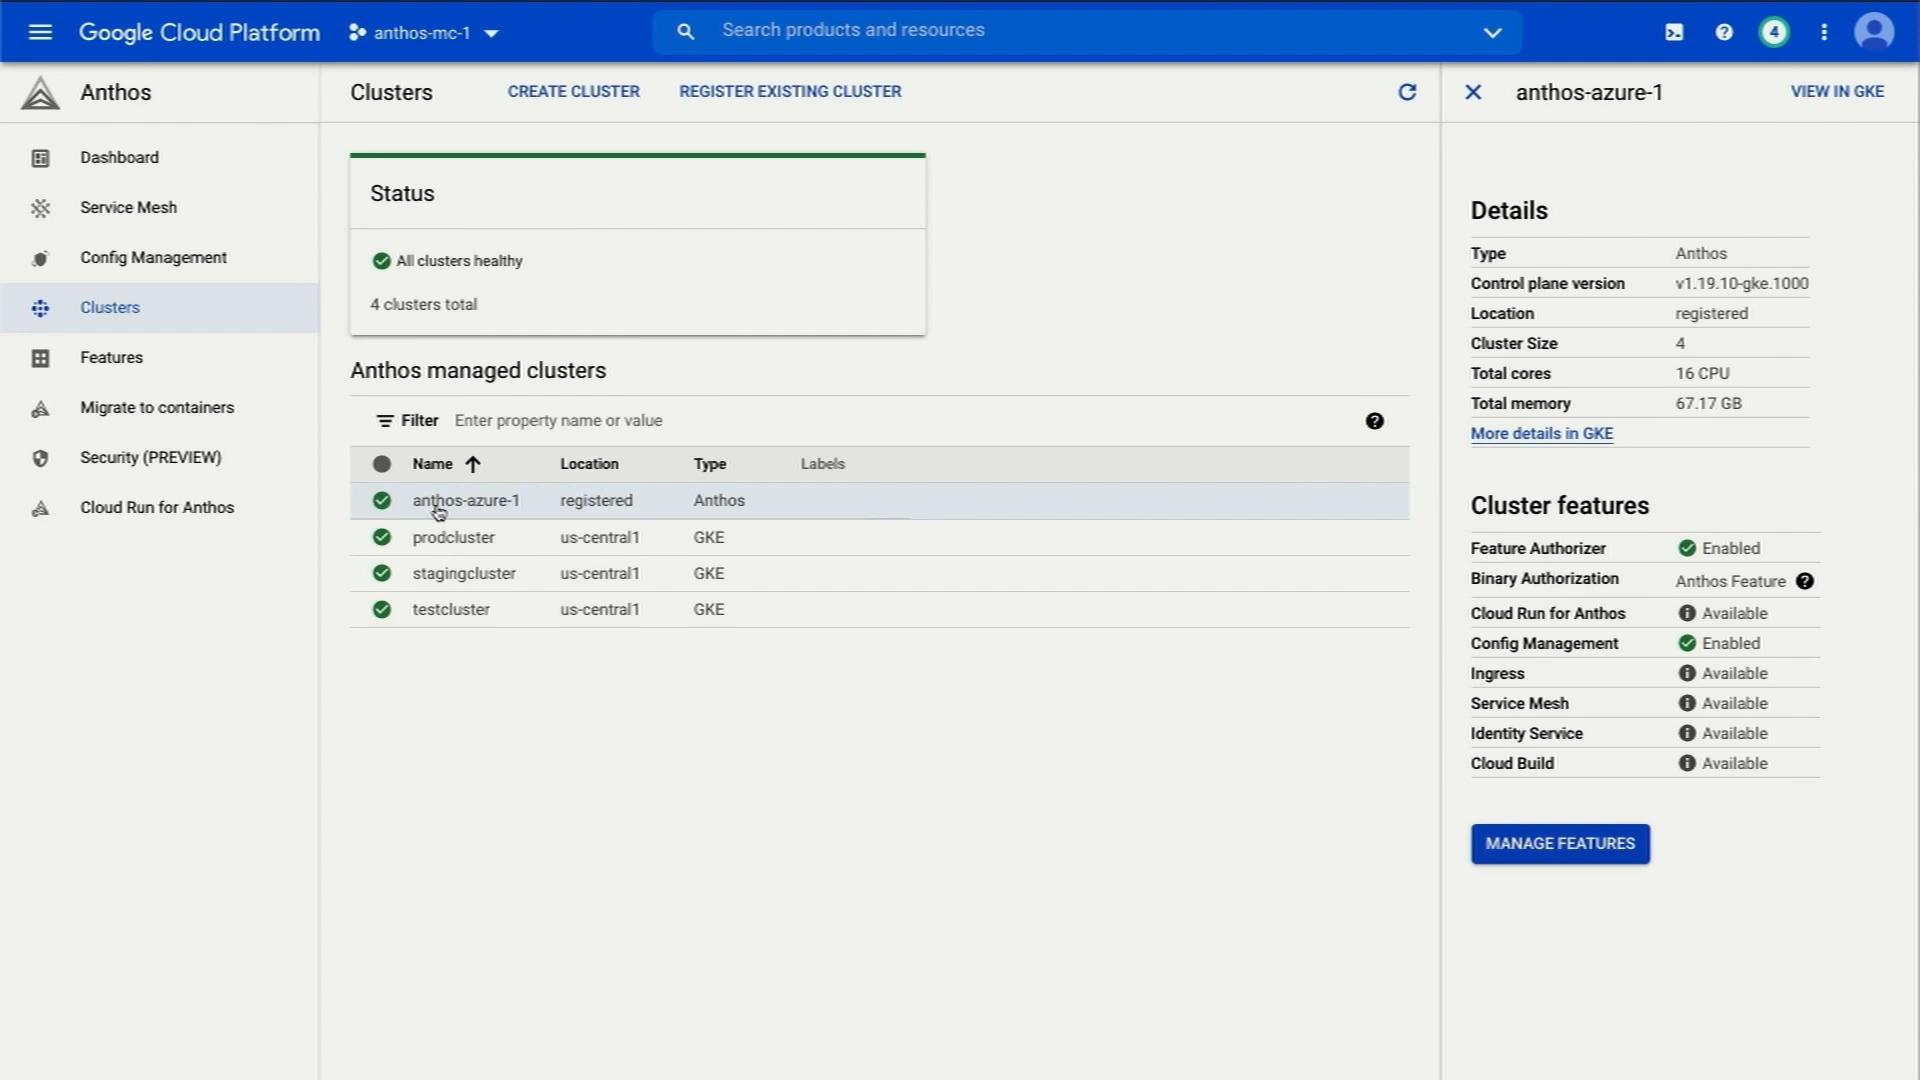 Google Cloud Platform
anthos-mc-1
Search products and resources
4
Anthos
Dashboard
Service Mesh
Config Management
Clusters
Features
Migrate to containers
Security (PREVIEW)
Cloud Run for Anthos
Clusters
CREATE CLUSTER
REGISTER EXISTING CLUSTER
Status
All clusters healthy
4 clusters total
Anthos managed clusters
Filter Enter property name or value
Name Location Type Labels
anthos-azure-1 registered Anthos
prodcluster us-central1 GKE
stagingcluster us-central1 GKE
testcluster us-central1 GKE
anthos-azure-1
VIEW IN GKE
Details
Type Anthos
Control plane version v1.19.10-gke.1000
Location registered
Cluster Size 4
Total cores 16 CPU
Total memory 67.17 GB
More details in GKE
Cluster features
Feature Authorizer Enabled
Binary Authorization Anthos Feature
Cloud Run for Anthos Available
Config Management Enabled
Ingress Available
Service Mesh Available
Identity Service Available
Cloud Build Available
MANAGE FEATURES